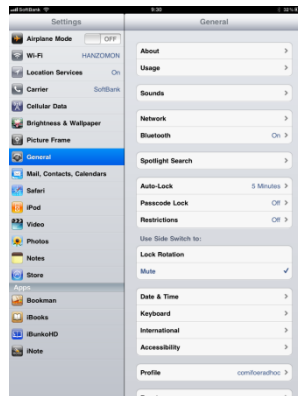 SoftBank
9:30
32%
Settings
General
Airplane Mode OFF
Wi-Fi HANZOMON
Location Services On
Carrier SoftBank
Cellular Data
Brightness & Wallpaper
Picture Frame
General
Mail, Contacts, Calendars
Safari
iPod
Video
Photos
Notes
Store
Apps
Bookman
iBooks
iBunkoHD
iNote
About
Usage
Sounds
Network
Bluetooth On
Spotlight Search
Auto-Lock 5 Minutes
Passcode Lock Off
Restrictions Off
Use Side Switch to:
Lock Rotation
Mute
Date & Time
Keyboard
International
Accessibility
Profile comfoeradhoc